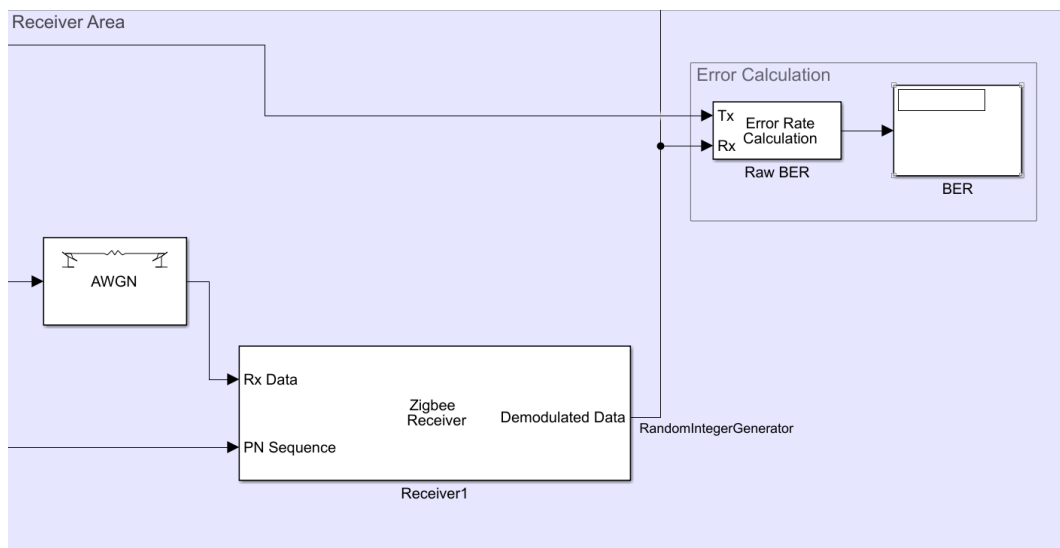 Receiver Area
Error Calculation
Tx
Rx
Error Rate
Calculation
Raw BER
BER
AWGN
Rx Data
PN Sequence
Zigbee
Receiver
Demodulated Data
RandomIntegerGenerator
Receiver1